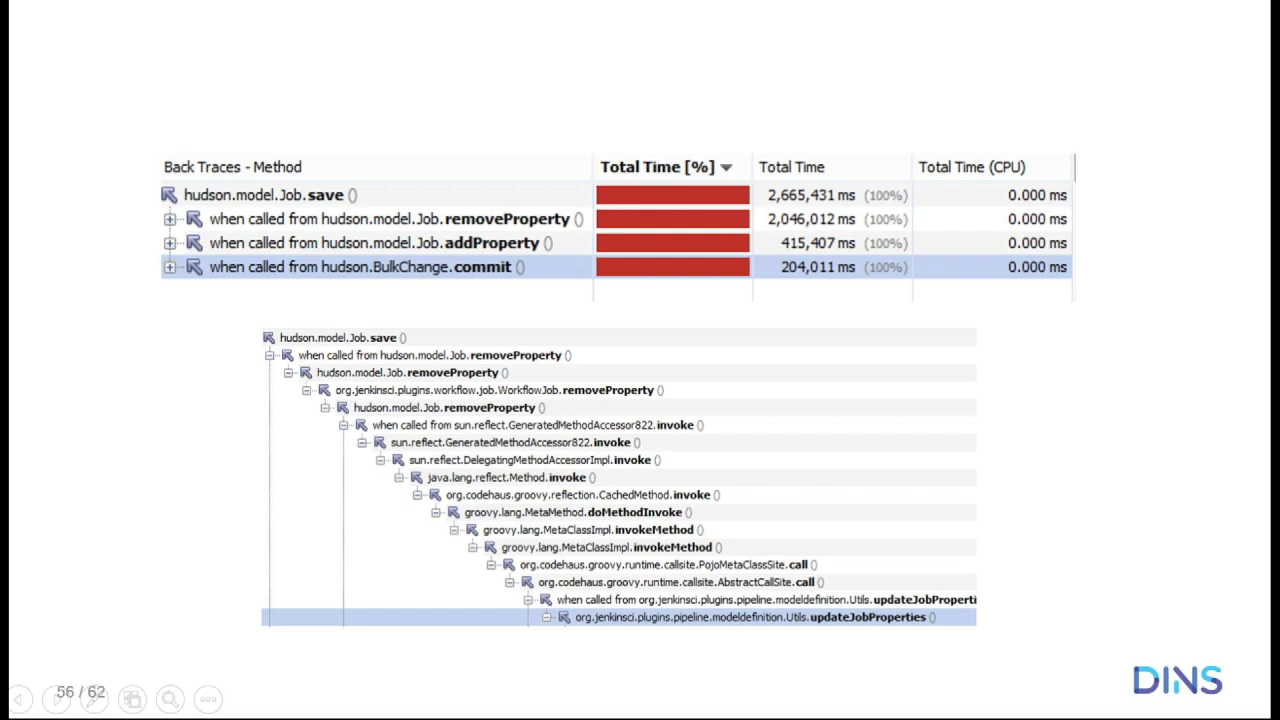 Back Traces - Method Total Time [%] Total Time Total Time (CPU)
hudson.model.Job.save () 2,665,431 ms (100%) 0.000 ms
when called from hudson.model.Job.removeProperty () 2,046,012 ms (100%) 0.000 ms
when called from hudson.model.Job.addProperty () 415,407 ms (100%) 0.000 ms
when called from hudson.BulkChange.commit () 204,011 ms (100%) 0.000 ms
hudson.model.Job.save ()
when called from hudson.model.Job.removeProperty ()
hudson.model.Job.removeProperty ()
org.jenkinsci.plugins.workflow.job.WorkflowJob.removeProperty ()
hudson.model.Job.removeProperty ()
when called from sun.reflect.GeneratedMethodAccessor822.invoke ()
sun.reflect.GeneratedMethodAccessor822.invoke ()
sun.reflect.DelegatingMethodAccessorImpl.invoke ()
java.lang.reflect.Method.invoke ()
org.codehaus.groovy.reflection.CachedMethod.invoke ()
groovy.lang.MetaMethod.doMethodInvoke ()
groovy.lang.MetaClassImpl.invokeMethod ()
groovy.lang.MetaClassImpl.invokeMethod ()
org.codehaus.groovy.runtime.callsite.PojoMetaClassSite.call ()
org.codehaus.groovy.runtime.callsite.AbstractCallSite.call ()
when called from org.jenkinsci.plugins.pipeline.modeldefinition.Utils.updateJobProperti
org.jenkinsci.plugins.pipeline.modeldefinition.Utils.updateJobProperties ()
56 / 62
DINS